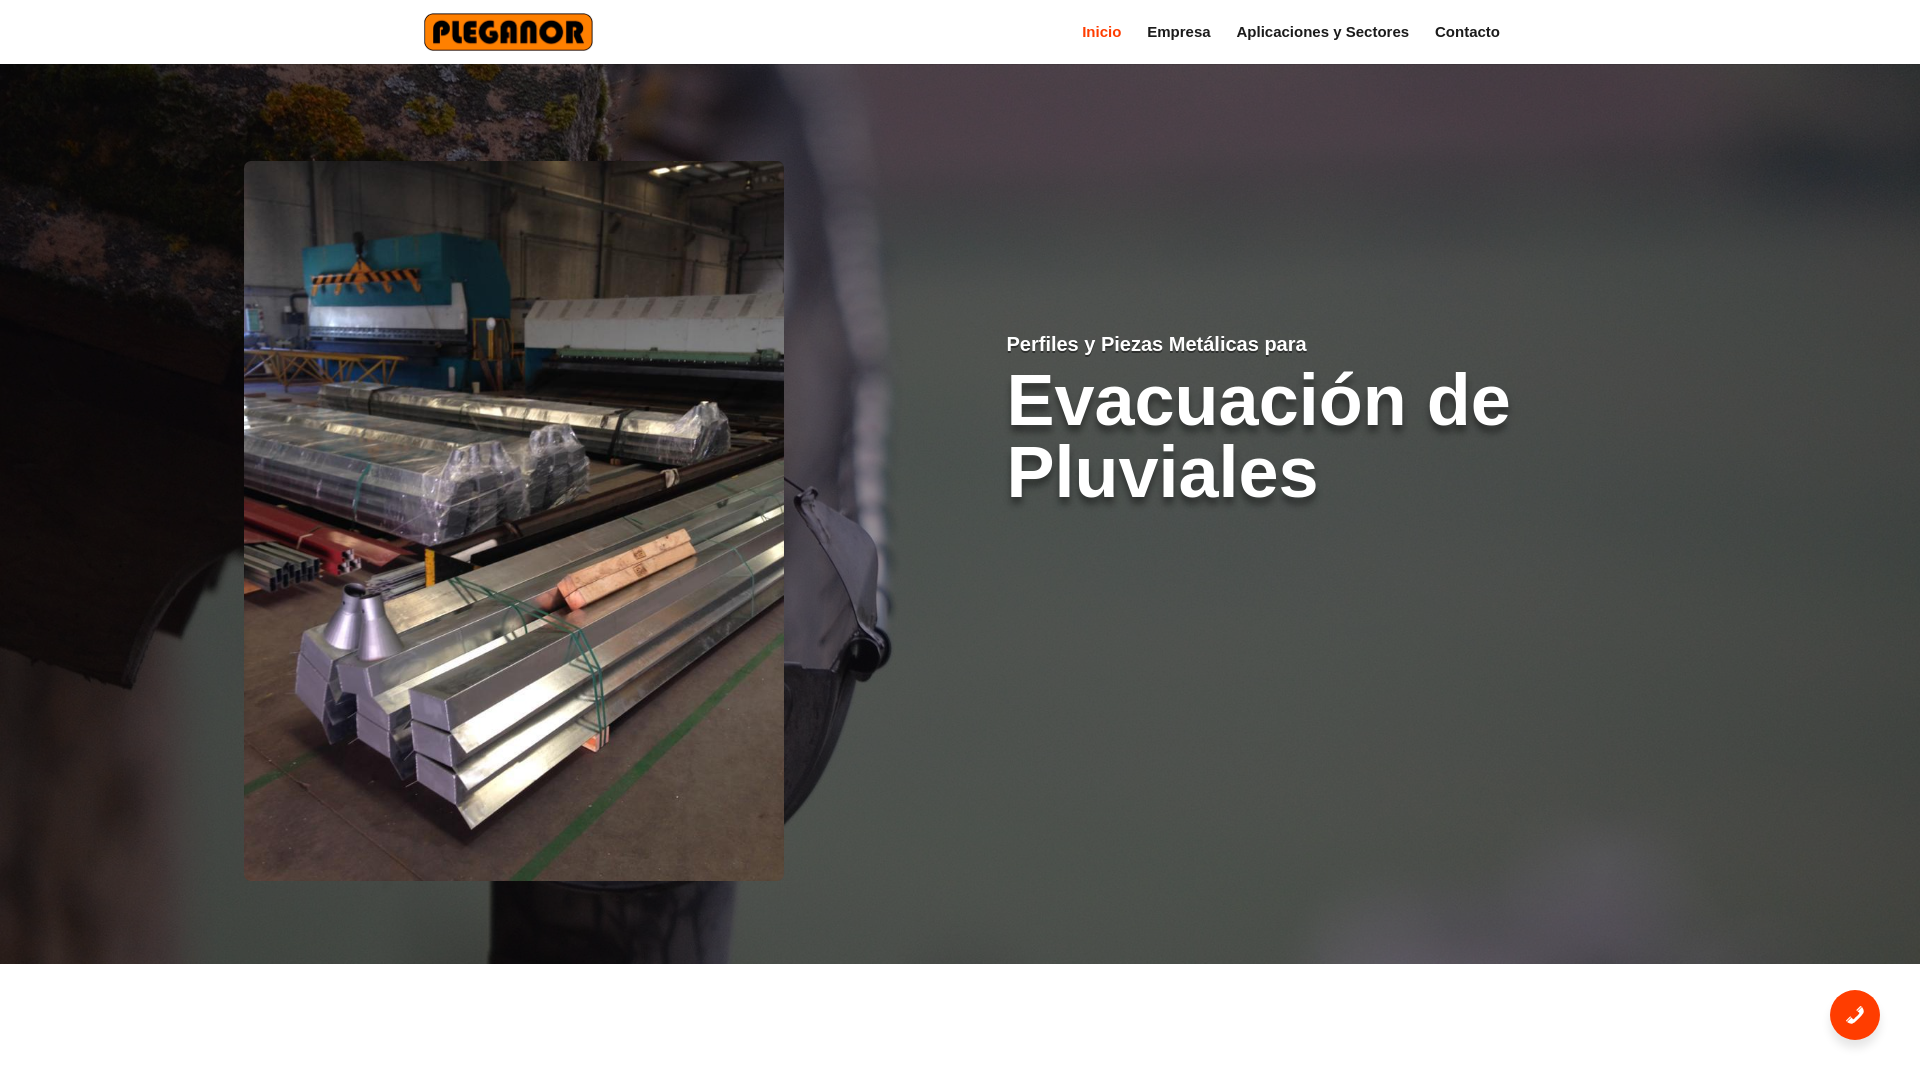 PLEGANOR
Inicio Empresa Aplicaciones y Sectores Contacto
Perfiles y Piezas Metálicas para
Evacuación de
Pluviales